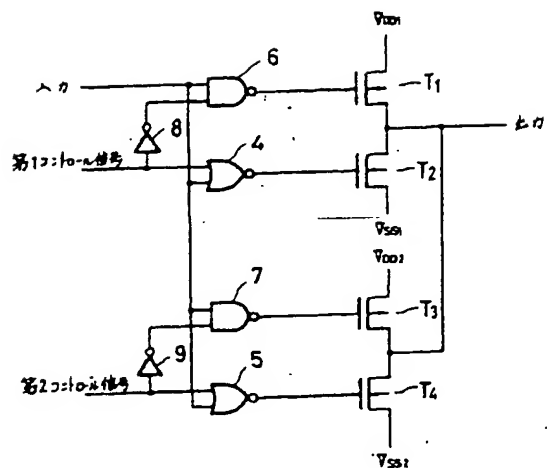 VDD1
6
入力
T1
8
出力
4
第1コントロール信号
T2
VSS1
VDD2
7
T3
9
5
第2コントロール信号
T4
VSS2